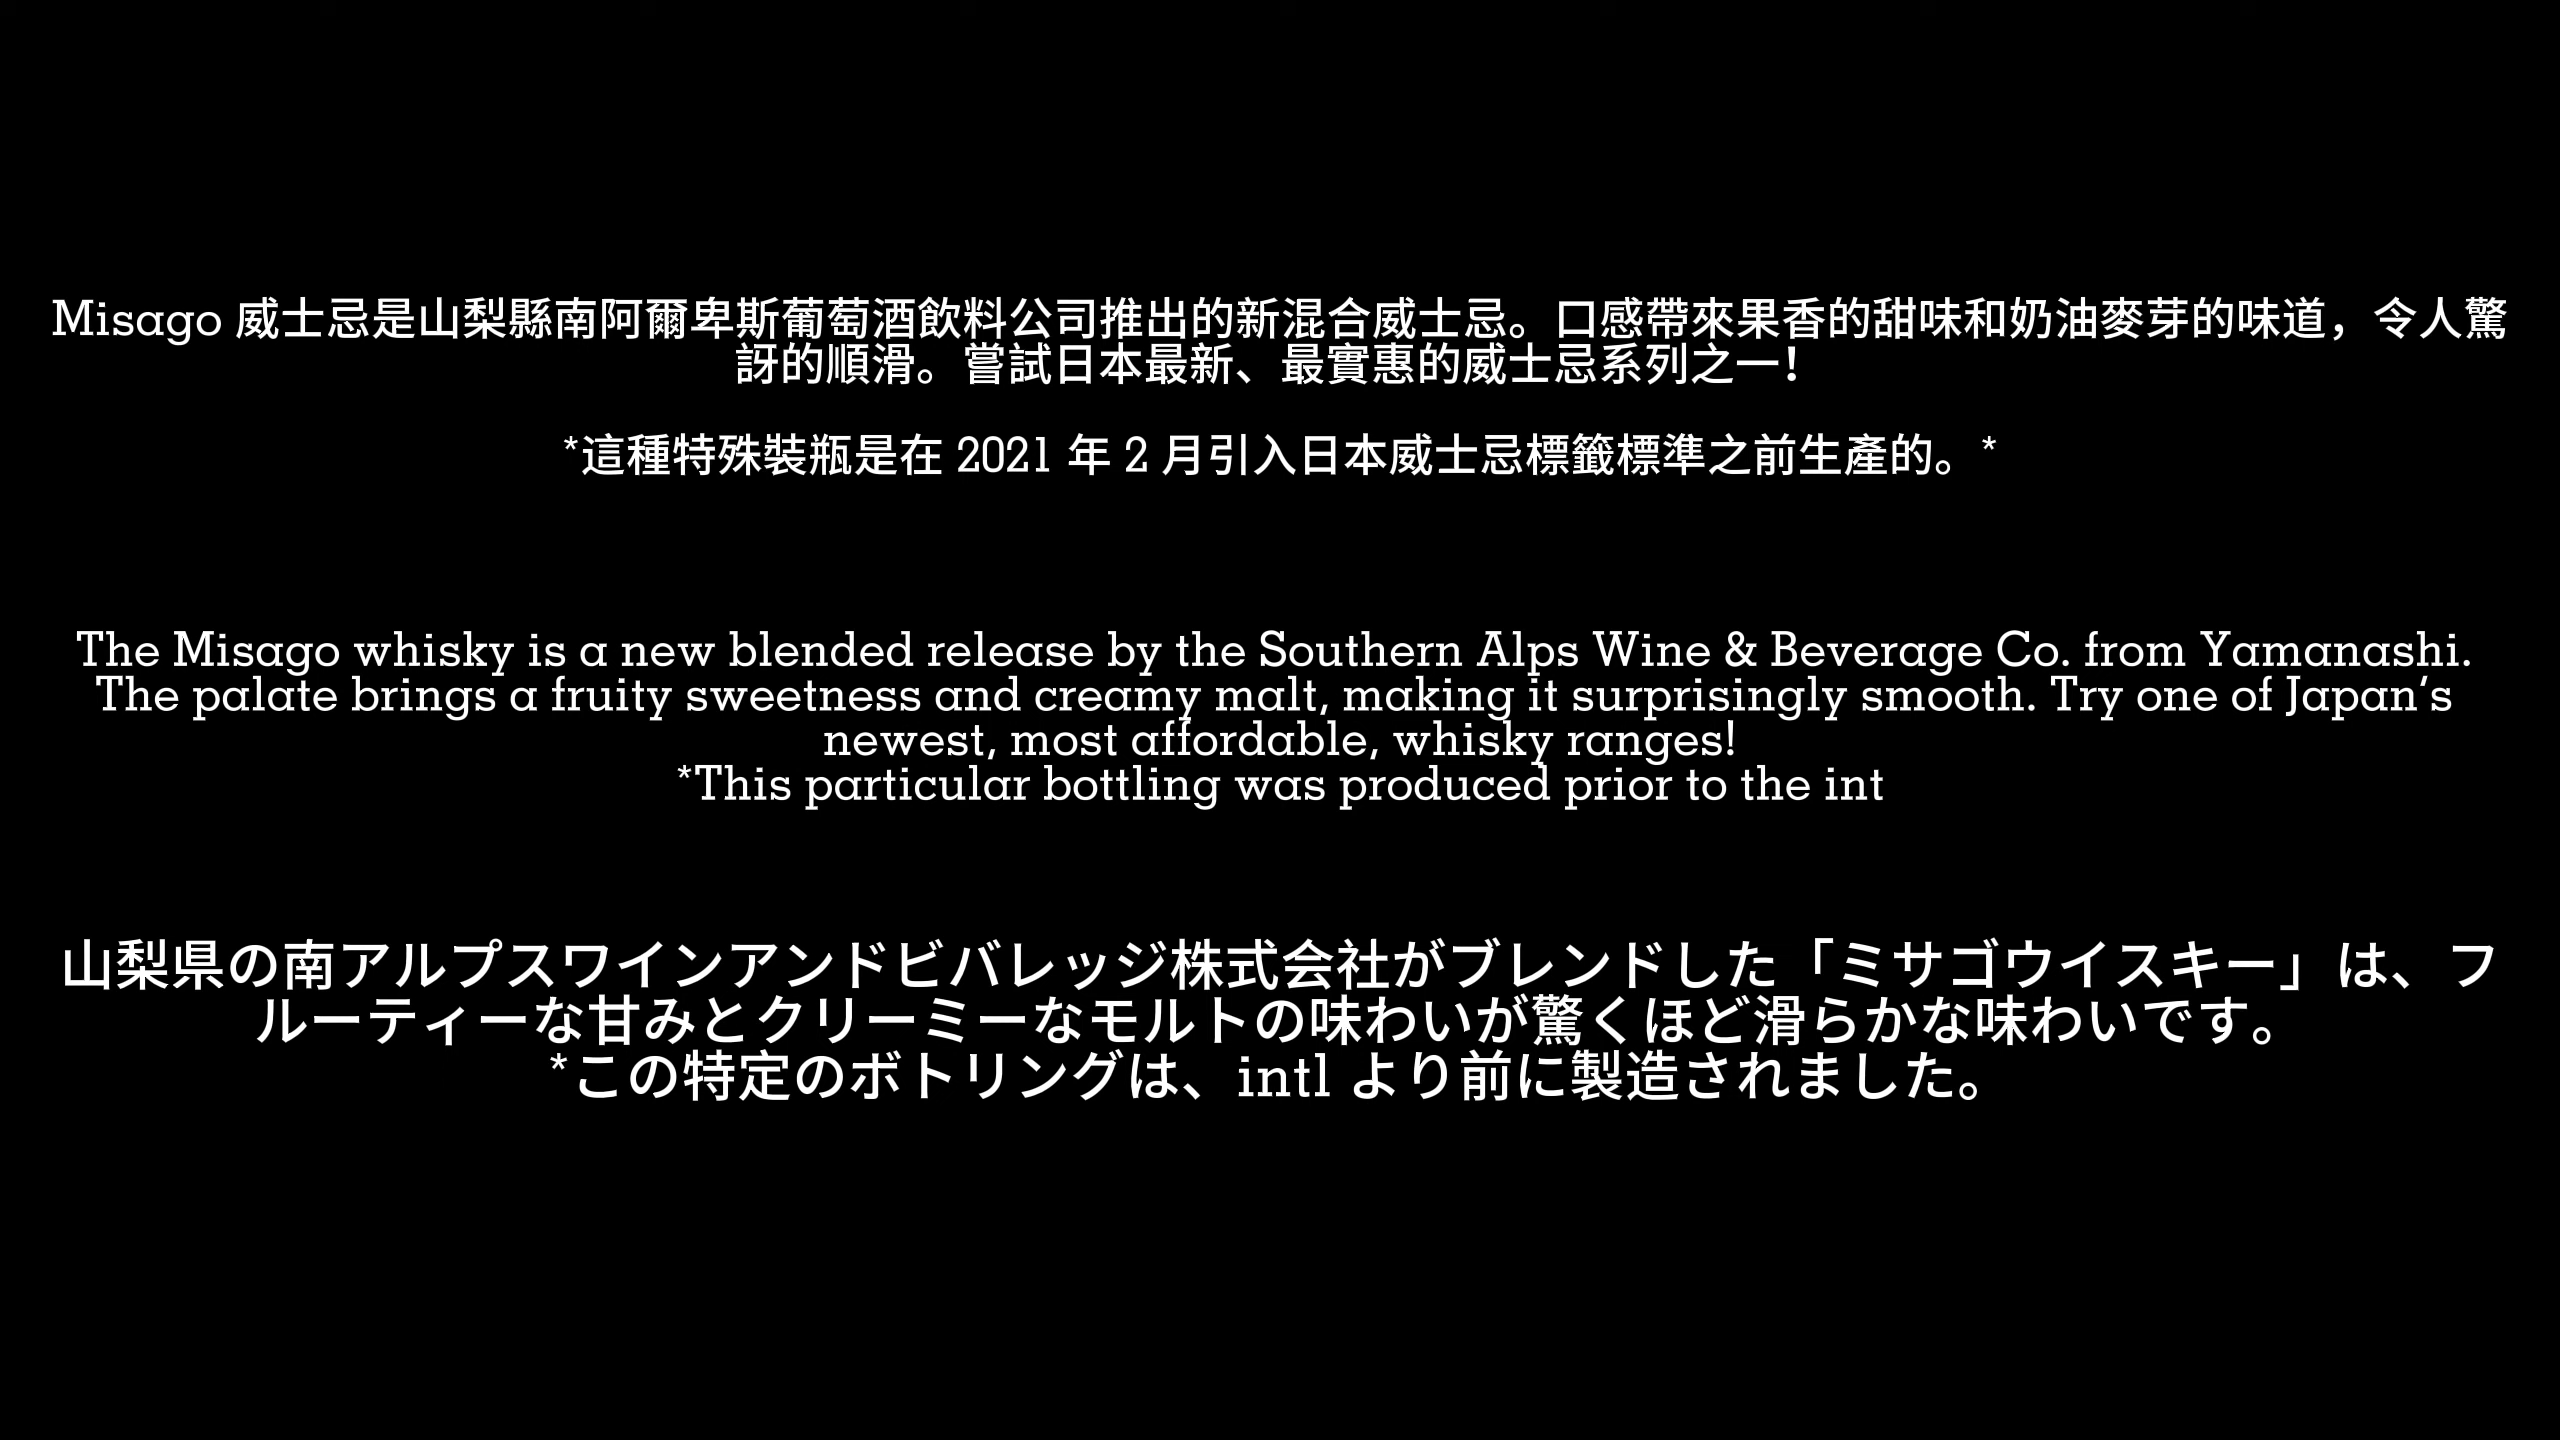 Misago 威士忌是山梨縣南阿爾卑斯葡萄酒飲料公司推出的新混合威士忌。口感帶來果香的甜味和奶油麥芽的味道，令人驚
訝的順滑。嘗試日本最新、最實惠的威士忌系列之一！
*這種特殊裝瓶是在 2021 年 2 月引入日本威士忌標籤標準之前生產的。*
The Misago whisky is a new blended release by the Southern Alps Wine & Beverage Co. from Yamanashi.
The palate brings a fruity sweetness and creamy malt, making it surprisingly smooth. Try one of Japan’s
newest, most affordable, whisky ranges!
*This particular bottling was produced prior to the int
山梨県の南アルプスワインアンドビバレッジ株式会社がブレンドした「ミサゴウイスキー」は、フ
ルーティーな甘みとクリーミーなモルトの味わいが驚くほど滑らかな味わいです。
*この特定のボトリングは、intl より前に製造されました。